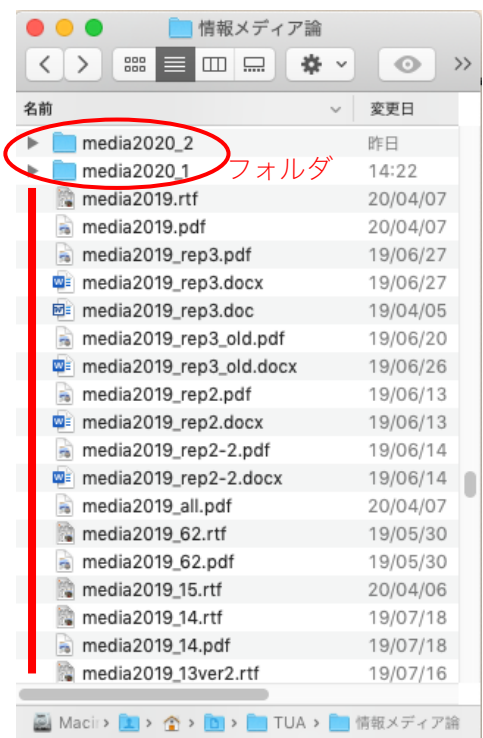 情報メディア論
名前 変更日
media2020_2 昨日
フォルダ
media2020_1 14:22
media2019.rtf 20/04/07
media2019.pdf 20/04/07
media2019_rep3.pdf 19/06/27
media2019_rep3.docx 19/06/27
media2019_rep3.doc 19/04/05
media2019_rep3_old.pdf 19/06/20
media2019_rep3_old.docx 19/06/26
media2019_rep2.pdf 19/06/13
media2019_rep2.docx 19/06/13
media2019_rep2-2.pdf 19/06/14
media2019_rep2-2.docx 19/06/14
media2019_all.pdf 20/04/07
media2019_62.rtf 19/05/30
media2019_62.pdf 19/05/30
media2019_15.rtf 20/04/06
media2019_14.rtf 19/07/18
media2019_14.pdf 19/07/18
media2019_13ver2.rtf 19/07/16
Macin › › › › TUA › 情報メディア論